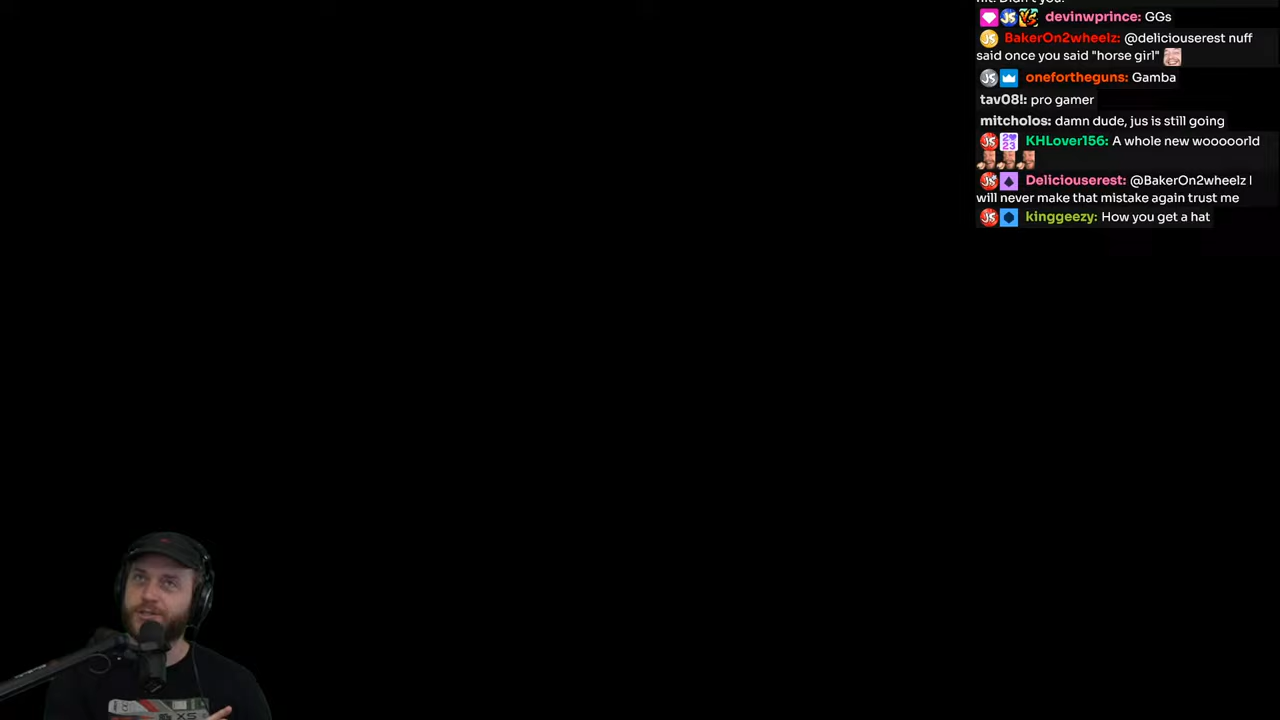 devinwprince: GGs
BakerOn2wheelz: @deliciouserest nuff
said once you said "horse girl"
onefortheguns: Gamba
tav08!: pro gamer
mitcholos: damn dude, jus is still going
KHLover156: A whole new wooooorld
Deliciouserest: @BakerOn2wheelz I
will never make that mistake again trust me
kinggeezy: How you get a hat